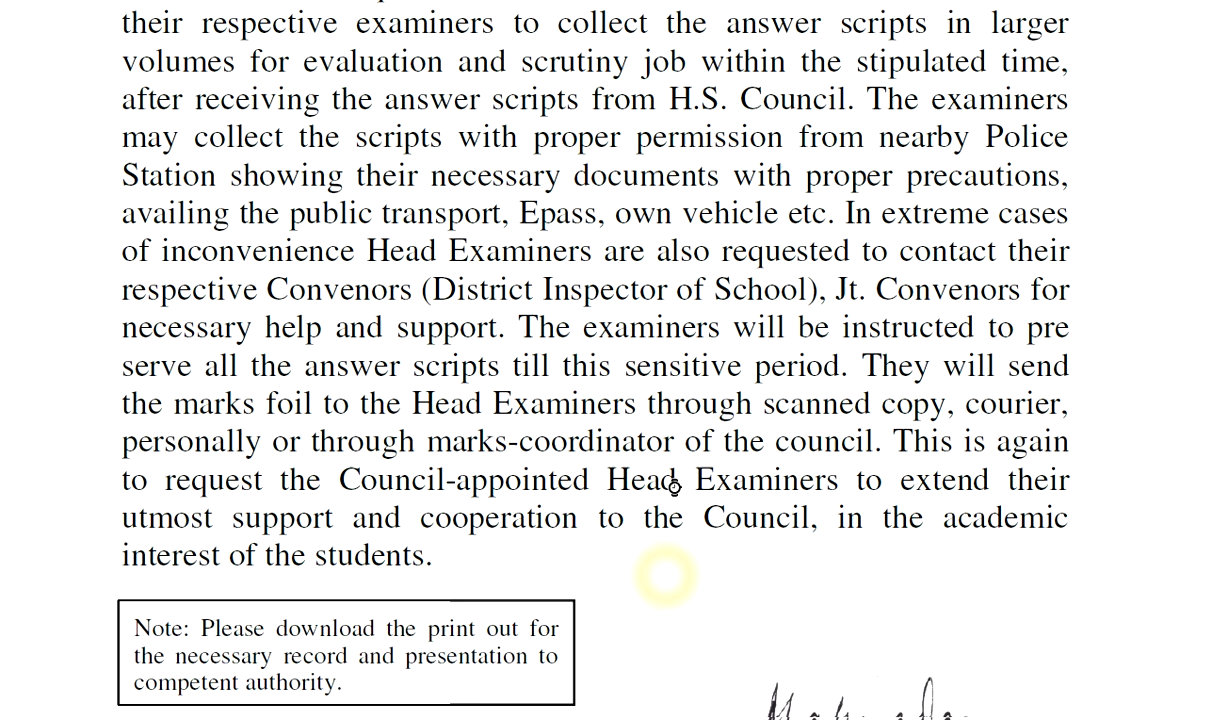 their respective examiners to collect the answer scripts in larger
volumes for evaluation and scrutiny job within the stipulated time,
after receiving the answer scripts from H.S. Council. The examiners
may collect the scripts with proper permission from nearby Police
Station showing their necessary documents with proper precautions,
availing the public transport, Epass, own vehicle etc. In extreme cases
of inconvenience Head Examiners are also requested to contact their
respective Convenors (District Inspector of School), Jt. Convenors for
necessary help and support. The examiners will be instructed to pre
serve all the answer scripts till this sensitive period. They will send
the marks foil to the Head Examiners through scanned copy, courier,
personally or through marks-coordinator of the council. This is again
to request the Council-appointed Head Examiners to extend their
utmost support and cooperation to the Council, in the academic
interest of the students.
Note: Please download the print out for
the necessary record and presentation to
competent authority.